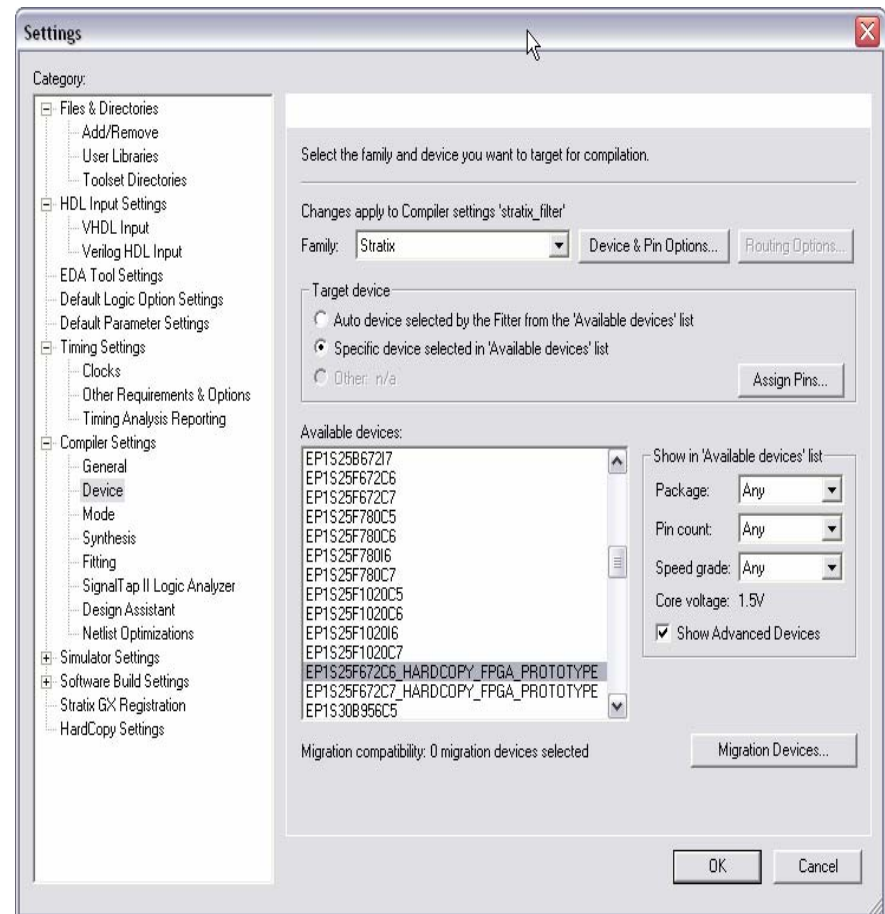 Settings
Category:
Files & Directories
Add/Remove
User Libraries
Toolset Directories
HDL Input Settings
VHDL Input
Verilog HDL Input
EDA Tool Settings
Default Logic Option Settings
Default Parameter Settings
Timing Settings
Clocks
Other Requirements & Options
Timing Analysis Reporting
Compiler Settings
General
Device
Mode
Synthesis
Fitting
SignalTap II Logic Analyzer
Design Assistant
Netlist Optimizations
Simulator Settings
Software Build Settings
Stratix GX Registration
HardCopy Settings
Select the family and device you want to target for compilation.
Changes apply to Compiler settings 'stratix_filter'
Family: Stratix
Device & Pin Options...
Routing Options...
Target device
Auto device selected by the Fitter from the 'Available devices' list
Specific device selected in 'Available devices' list
Other: n/a
Assign Pins...
Available devices:
EP1S25B672I7
EP1S25F672C6
EP1S25F672C7
EP1S25F780C5
EP1S25F780C6
EP1S25F780I6
EP1S25F780C7
EP1S25F1020C5
EP1S25F1020C6
EP1S25F1020I6
EP1S25F1020C7
EP1S25F672C6_HARDCOPY_FPGA_PROTOTYPE
EP1S25F672C7_HARDCOPY_FPGA_PROTOTYPE
EP1S30B956C5
Show in 'Available devices' list
Package: Any
Pin count: Any
Speed grade: Any
Core voltage: 1.5V
Show Advanced Devices
Migration compatibility: 0 migration devices selected
Migration Devices...
OK
Cancel